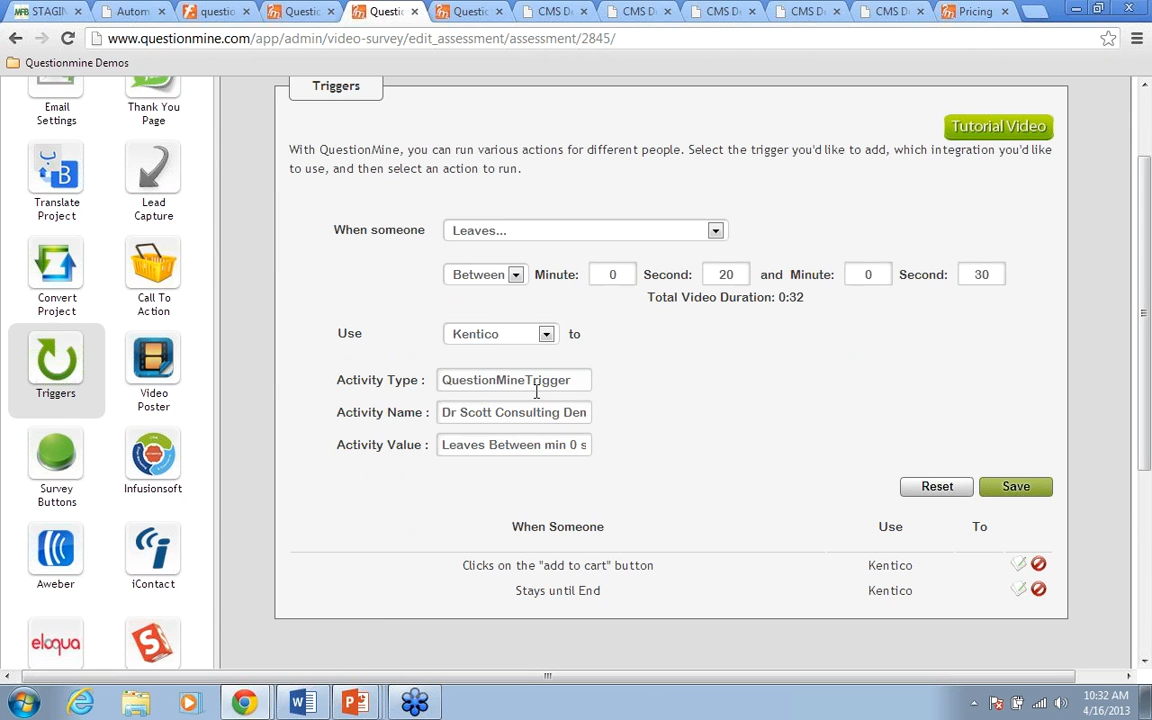 STAGIN
Autom
questio
Questic
Questic
Questic
CMS D
CMS D
CMS D
CMS D
CMS D
Pricing
www.questionmine.com/app/admin/video-survey/edit_assessment/assessment/2845/
Questionmine Demos
Email Settings
Thank You Page
Translate Project
Lead Capture
Convert Project
Call To Action
Triggers
Video Poster
Survey Buttons
Infusionsoft
Aweber
iContact
eloqua
Triggers
Tutorial Video
With QuestionMine, you can run various actions for different people. Select the trigger you'd like to add, which integration you'd like
to use, and then select an action to run.
When someone Leaves...
Between Minute: 0 Second: 20 and Minute: 0 Second: 30
Total Video Duration: 0:32
Use Kentico to
Activity Type : QuestionMineTrigger
Activity Name : Dr Scott Consulting Den
Activity Value : Leaves Between min 0 s
Reset Save
When Someone Use To
Clicks on the "add to cart" button Kentico
Stays until End Kentico
10:32 AM
4/16/2013